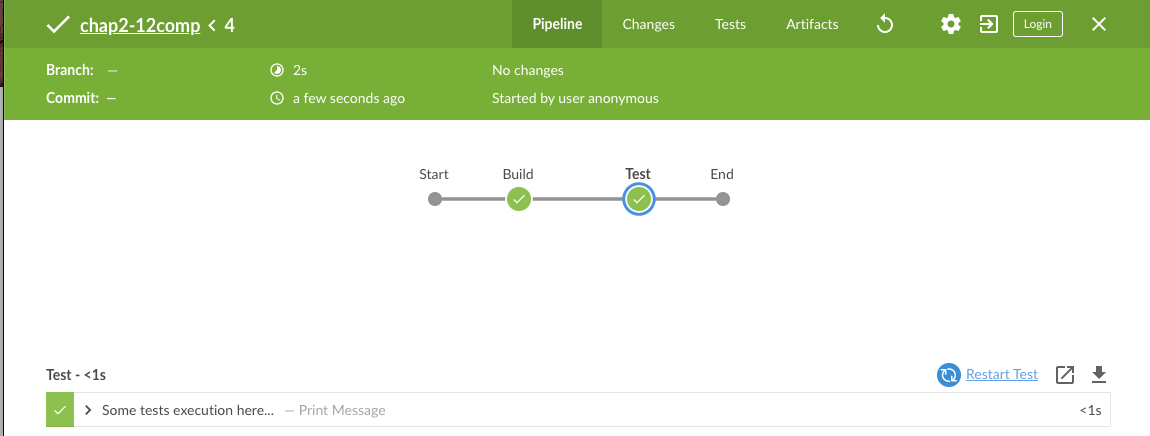 chap2-12comp < 4 Pipeline Changes Tests Artifacts Login
Branch: — 2s No changes
Commit: — a few seconds ago Started by user anonymous
Start Build Test End
Test - <1s Restart Test
Some tests execution here... — Print Message <1s